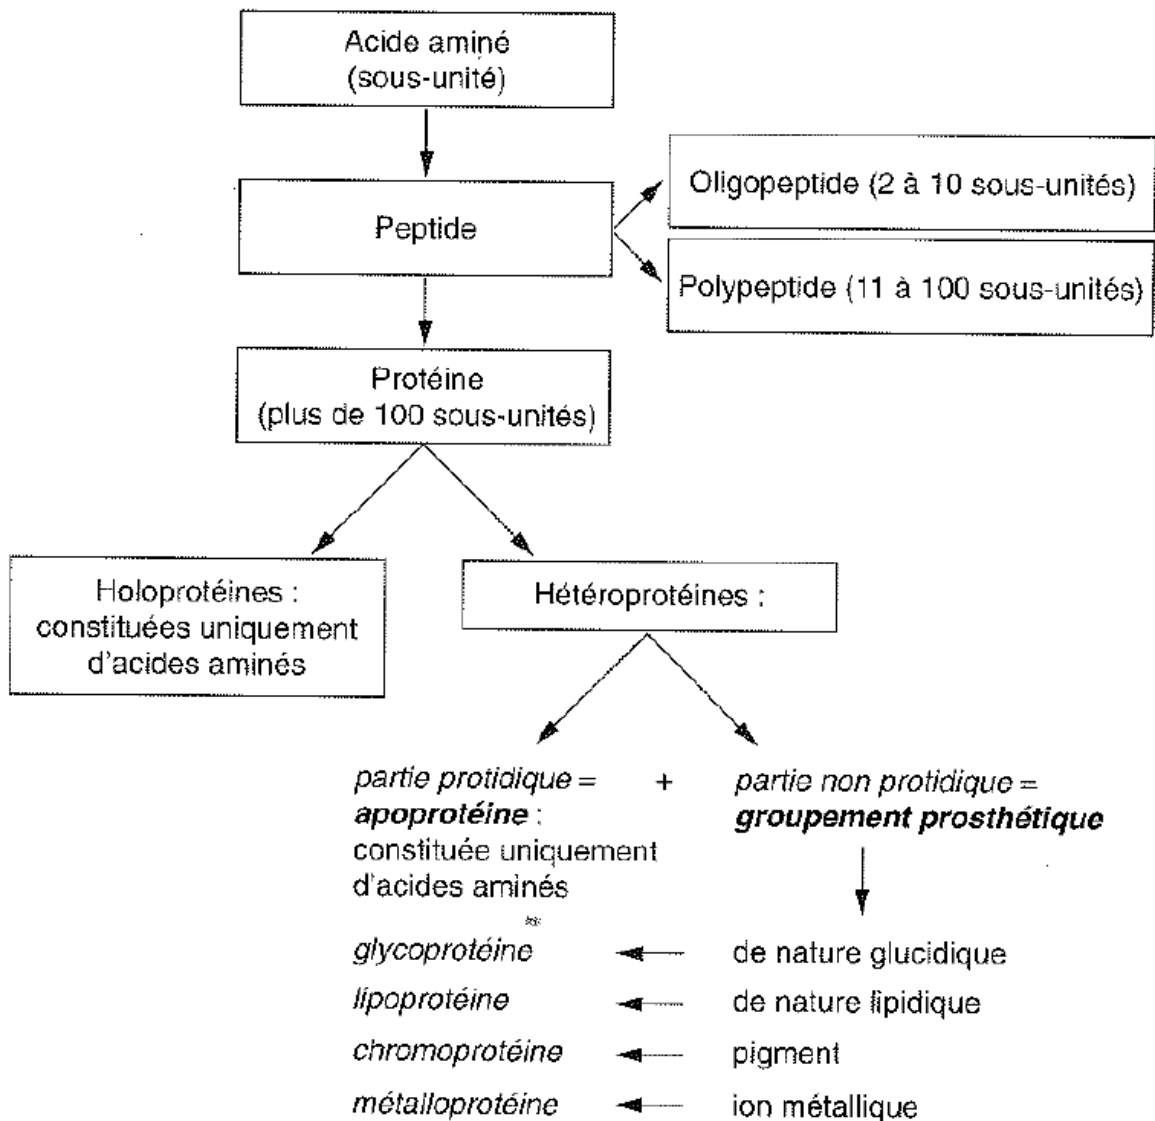 Acide aminé
(sous-unité)
Peptide
Oligopeptide (2 à 10 sous-unités)
Polypeptide (11 à 100 sous-unités)
Protéine
(plus de 100 sous-unités)
Holoprotéines :
constituées uniquement
d'acides aminés
Hétéroprotéines :
partie protidique = + partie non protidique =
apoprotéine : groupement prosthétique
constituée uniquement
d'acides aminés
glycoprotéine de nature glucidique
lipoprotéine de nature lipidique
chromoprotéine pigment
métalloprotéine ion métallique